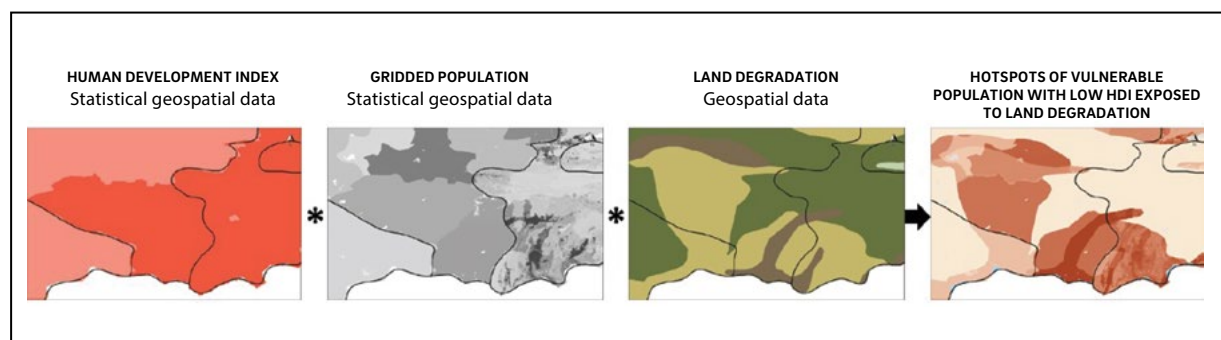 HUMAN DEVELOPMENT INDEX
Statistical geospatial data
*
GRIDDED POPULATION
Statistical geospatial data
*
LAND DEGRADATION
Geospatial data
HOTSPOTS OF VULNERABLE
POPULATION WITH LOW HDI EXPOSED
TO LAND DEGRADATION